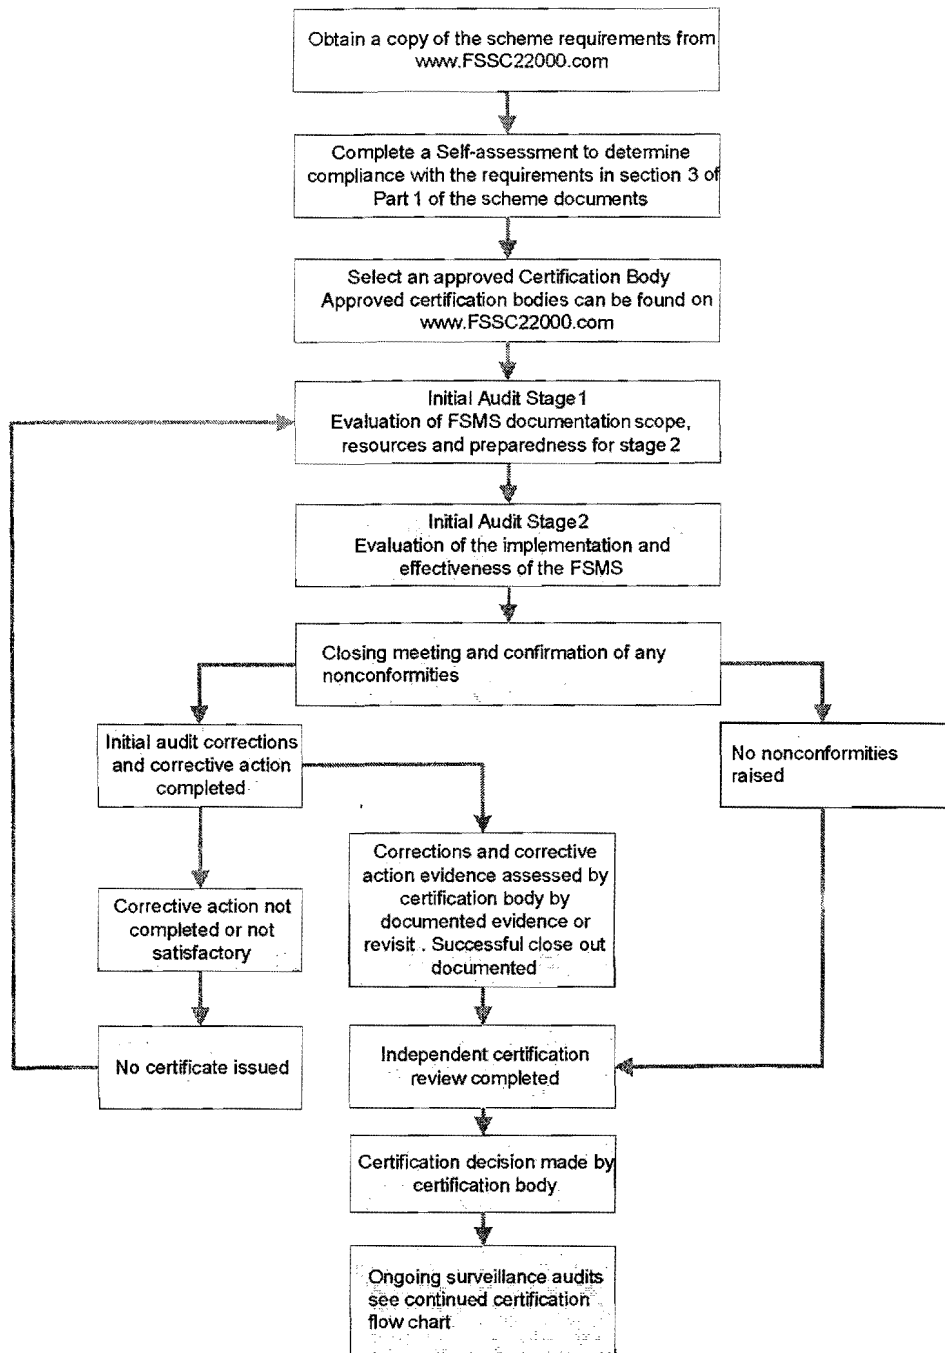 Obtain a copy of the scheme requirements from
www.FSSC22000.com
Complete a Self-assessment to determine
compliance with the requirements in section 3 of
Part 1 of the scheme documents
Select an approved Certification Body
Approved certification bodies can be found on
www.FSSC22000.com
Initial Audit Stage1
Evaluation of FSMS documentation scope,
resources and preparedness for stage 2
Initial Audit Stage2
Evaluation of the implementation and
effectiveness of the FSMS
Closing meeting and confirmation of any
nonconformities
Initial audit corrections
and corrective action
completed
No nonconformities
raised
Corrections and corrective
action evidence assessed by
certification body by
documented evidence or
revisit . Successful close out
documented
Corrective action not
completed or not
satisfactory
No certificate issued
Independent certification
review completed
Certification decision made by
certification body
Ongoing surveillance audits
see continued certification
flow chart